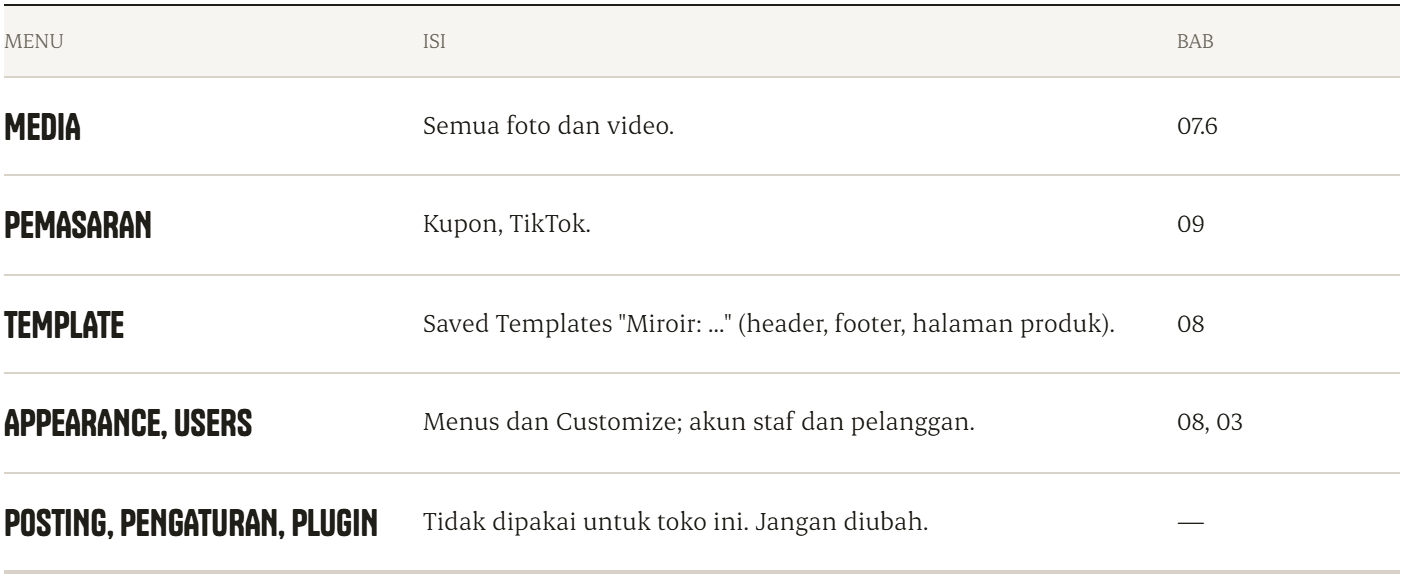 MENU ISI BAB
MEDIA Semua foto dan video. 07.6
PEMASARAN Kupon, TikTok. 09
TEMPLATE Saved Templates "Miroir: ..." (header, footer, halaman produk). 08
APPEARANCE, USERS Menus dan Customize; akun staf dan pelanggan. 08, 03
POSTING, PENGATURAN, PLUGIN Tidak dipakai untuk toko ini. Jangan diubah. —